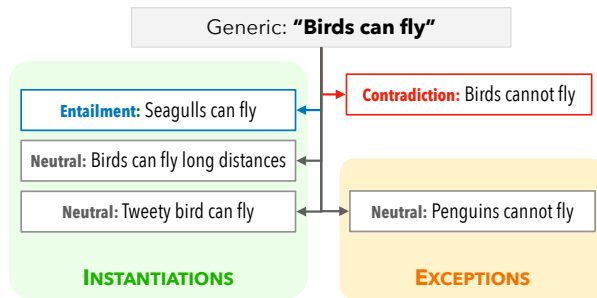 Generic: “Birds can fly”
Contradiction: Birds cannot fly
Entailment: Seagulls can fly
Neutral: Birds can fly long distances
Neutral: Tweety bird can fly
Neutral: Penguins cannot fly
INSTANTIATIONS
EXCEPTIONS